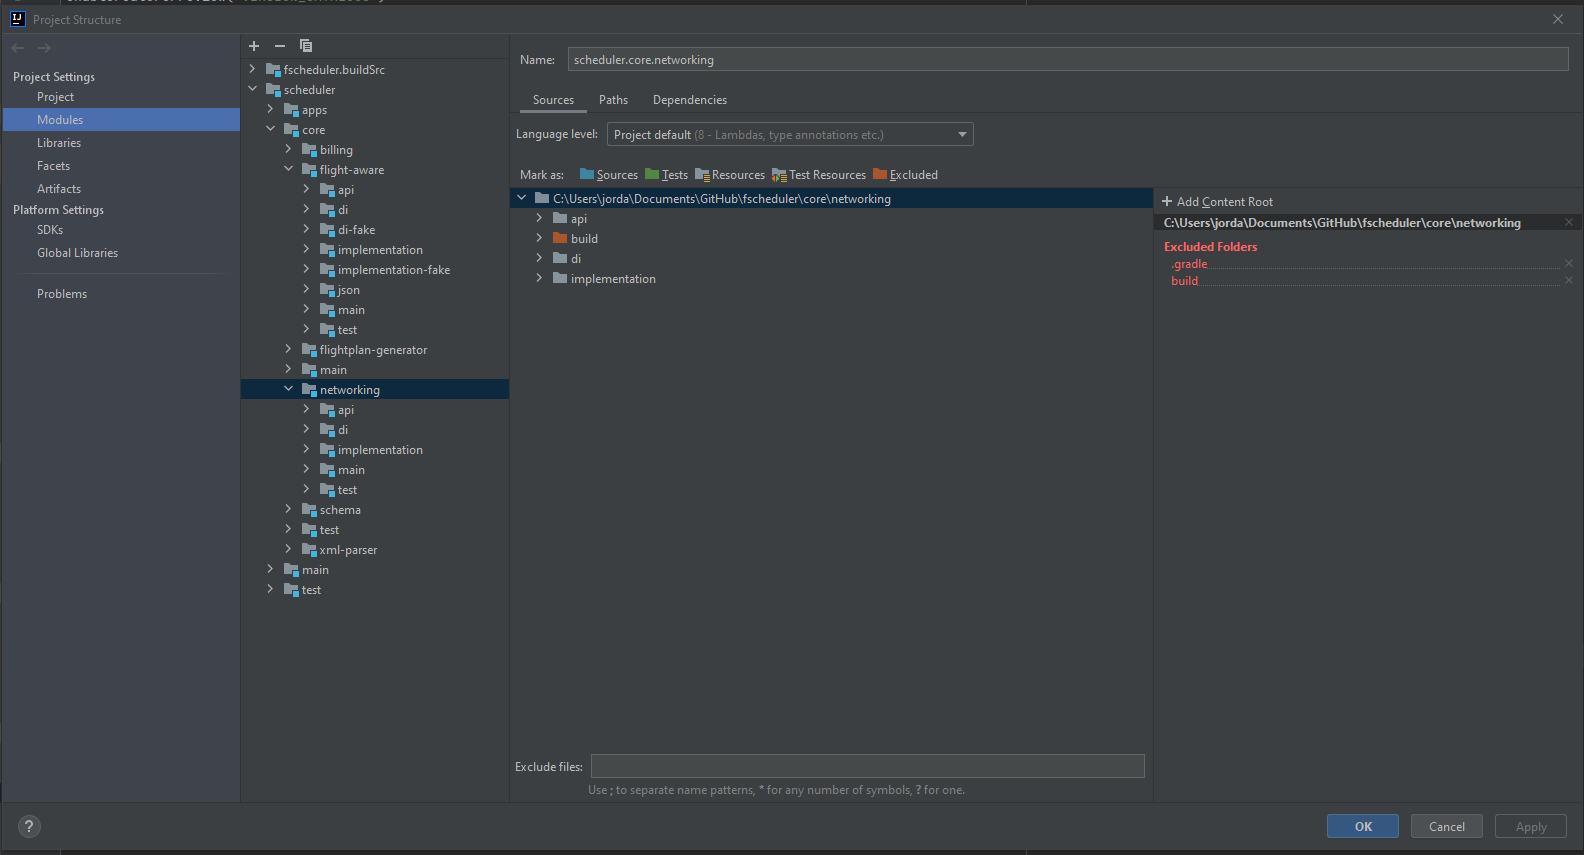 IJ Project Structure
Project Settings
Project
Modules
Libraries
Facets
Artifacts
Platform Settings
SDKs
Global Libraries
Problems
fscheduler.buildSrc
scheduler
apps
core
billing
flight-aware
api
di
di-fake
implementation
implementation-fake
json
main
test
flightplan-generator
main
networking
api
di
implementation
main
test
schema
test
xml-parser
main
test
Name: scheduler.core.networking
Sources Paths Dependencies
Language level: Project default (8 - Lambdas, type annotations etc.)
Mark as: Sources Tests Resources Test Resources Excluded
C:\Users\jorda\Documents\GitHub\fscheduler\core\networking
api
build
di
implementation
+ Add Content Root
C:\Users\jorda\Documents\GitHub\fscheduler\core\networking
Excluded Folders
.gradle
build
Exclude files:
Use ; to separate name patterns, * for any number of symbols, ? for one.
? OK Cancel Apply